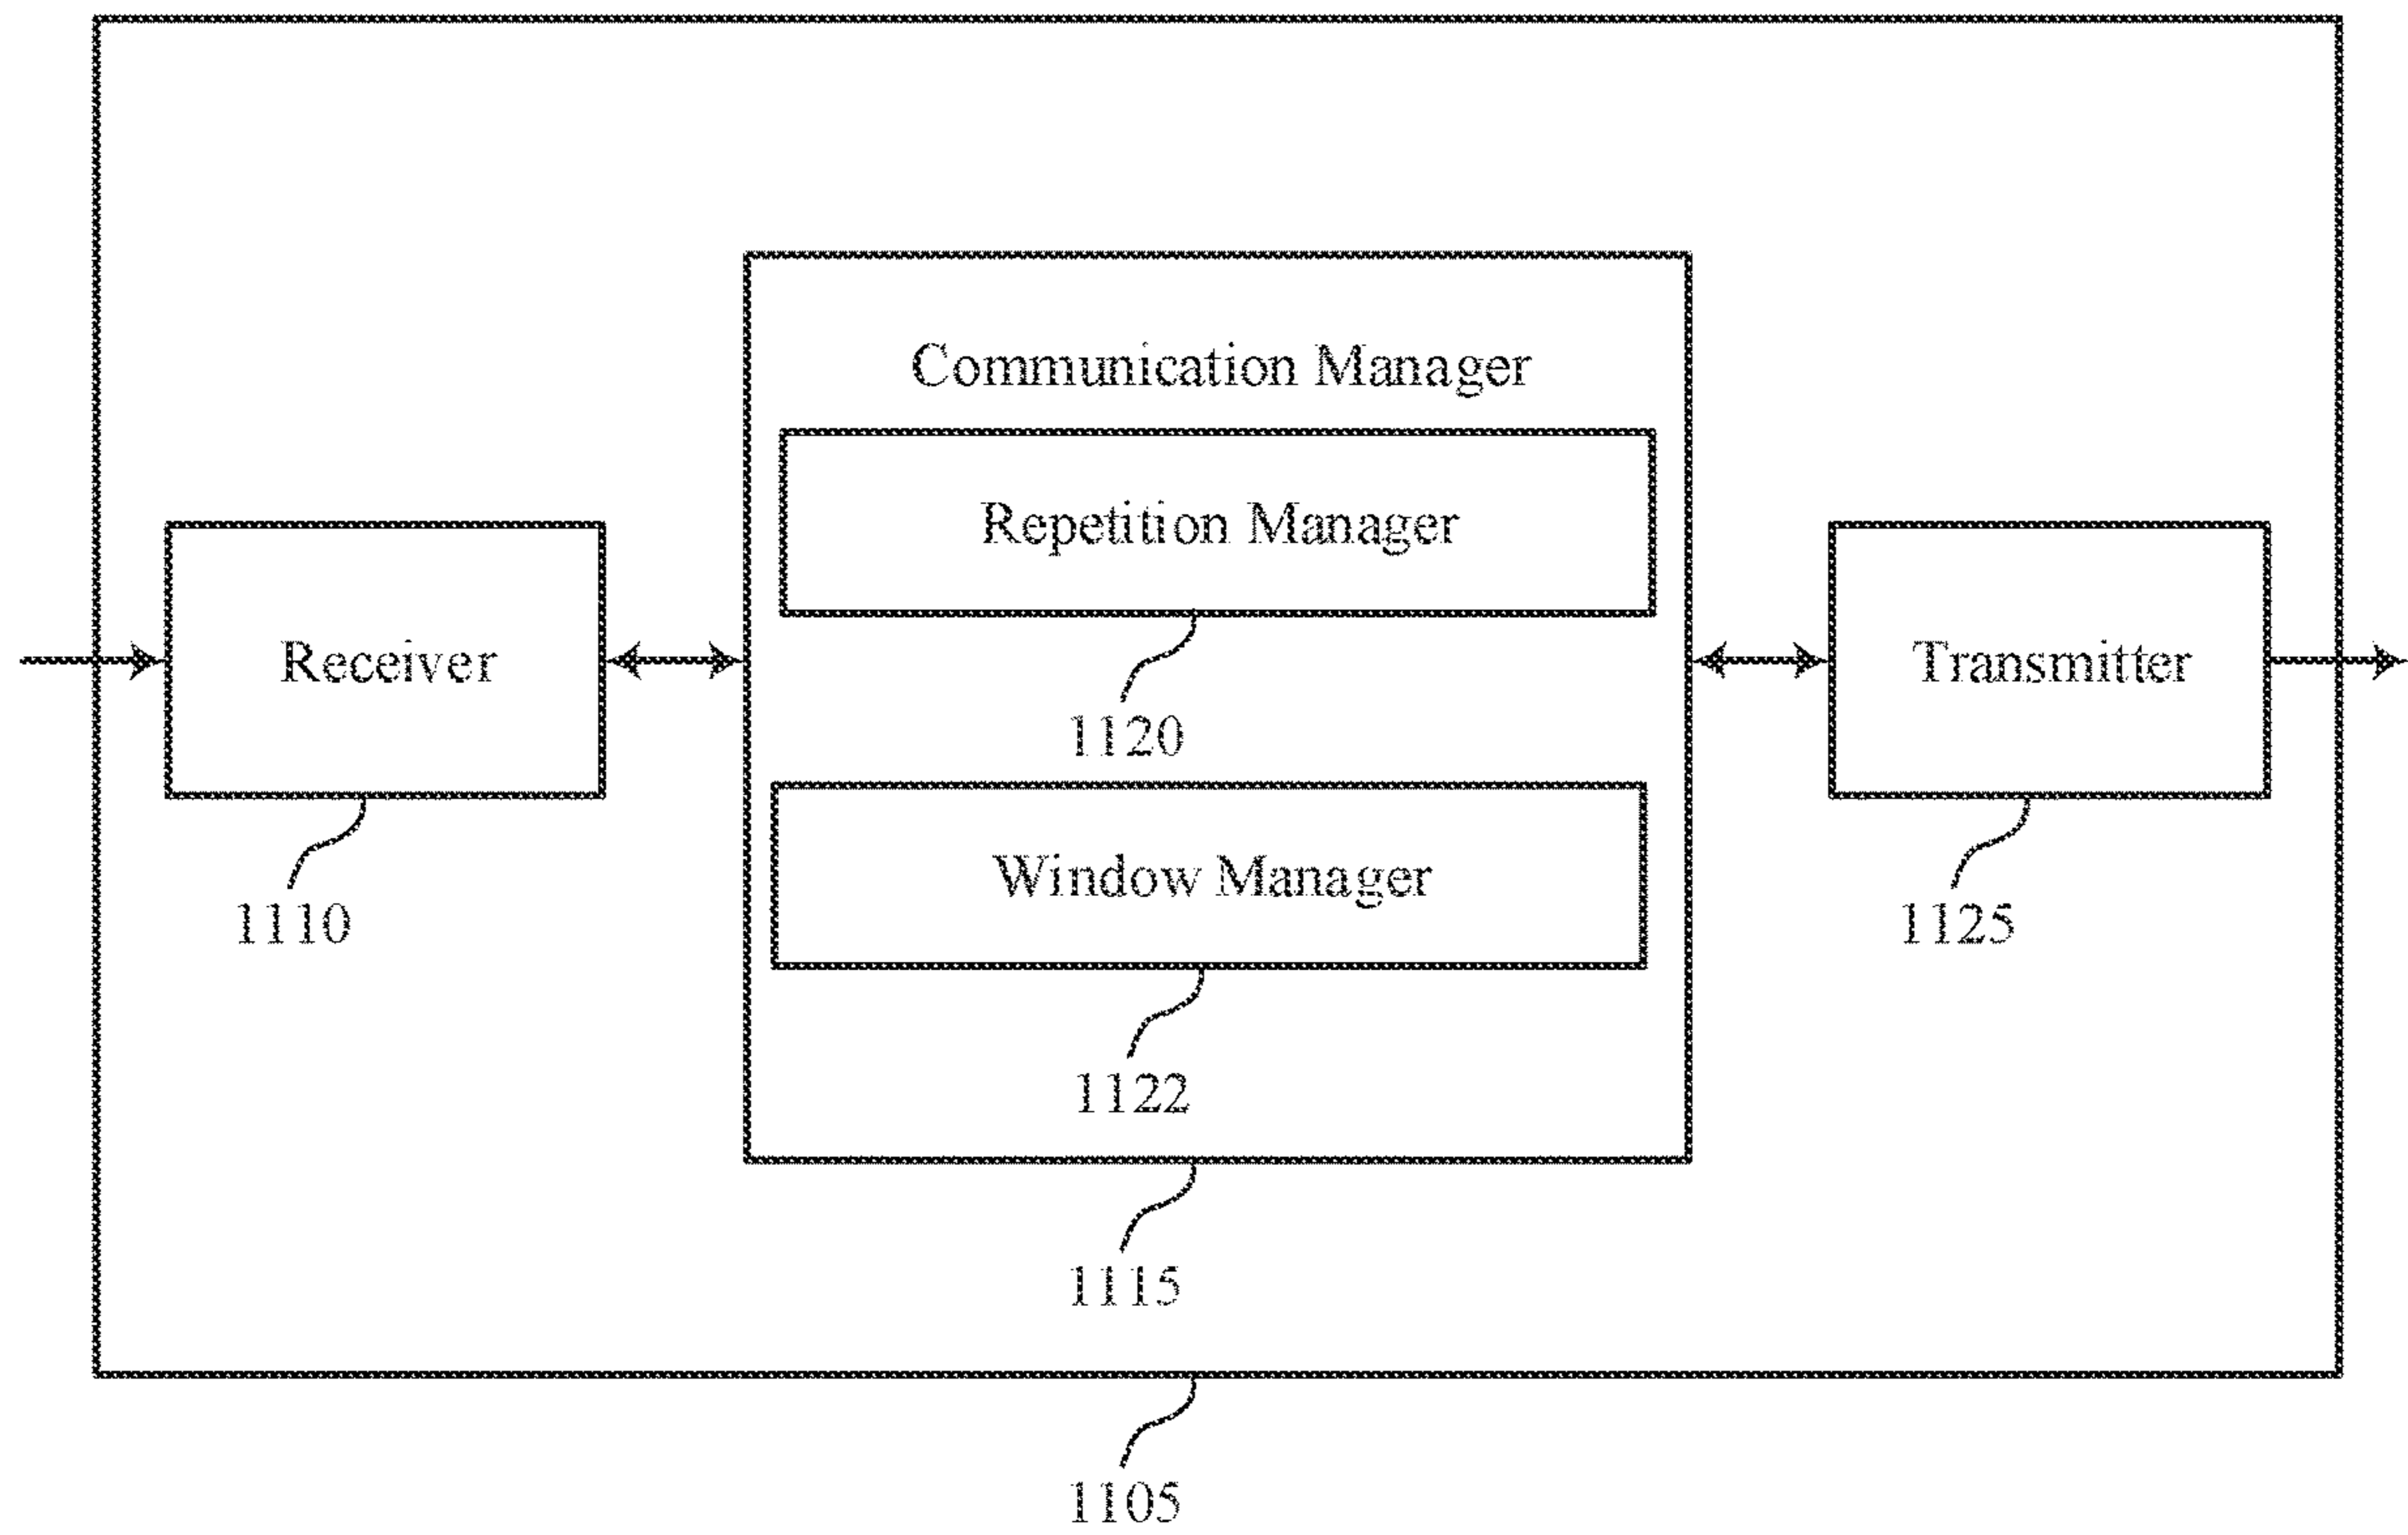 Communication Manager
Repetition Manager
1120
Receiver
1110
Window Manager
1122
Transmitter
1125
1115
1105